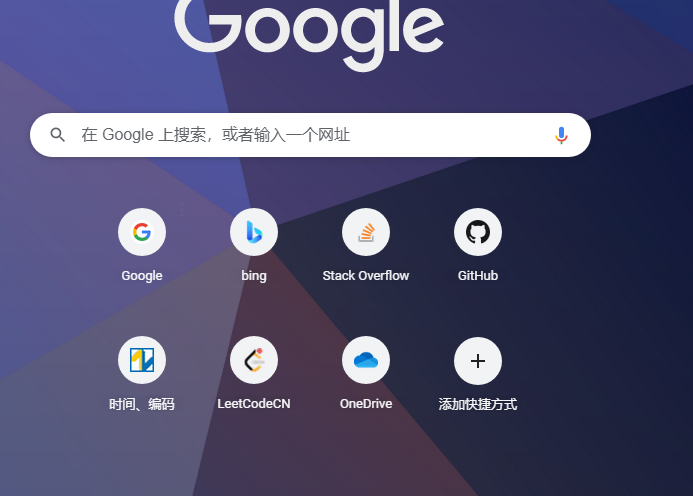 Google
在 Google 上搜索，或者输入一个网址
Google
bing
Stack Overflow
GitHub
时间、编码
LeetCodeCN
OneDrive
添加快捷方式